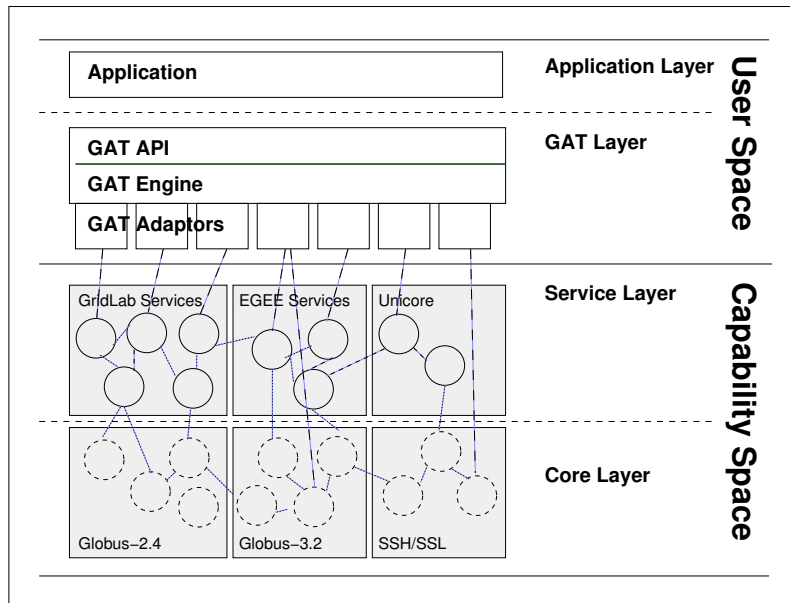 Application
Application Layer
User Space
GAT API
GAT Layer
GAT Engine
GAT Adaptors
GridLab Services
EGEE Services
Unicore
Service Layer
Capability Space
Core Layer
Globus−2.4
Globus−3.2
SSH/SSL